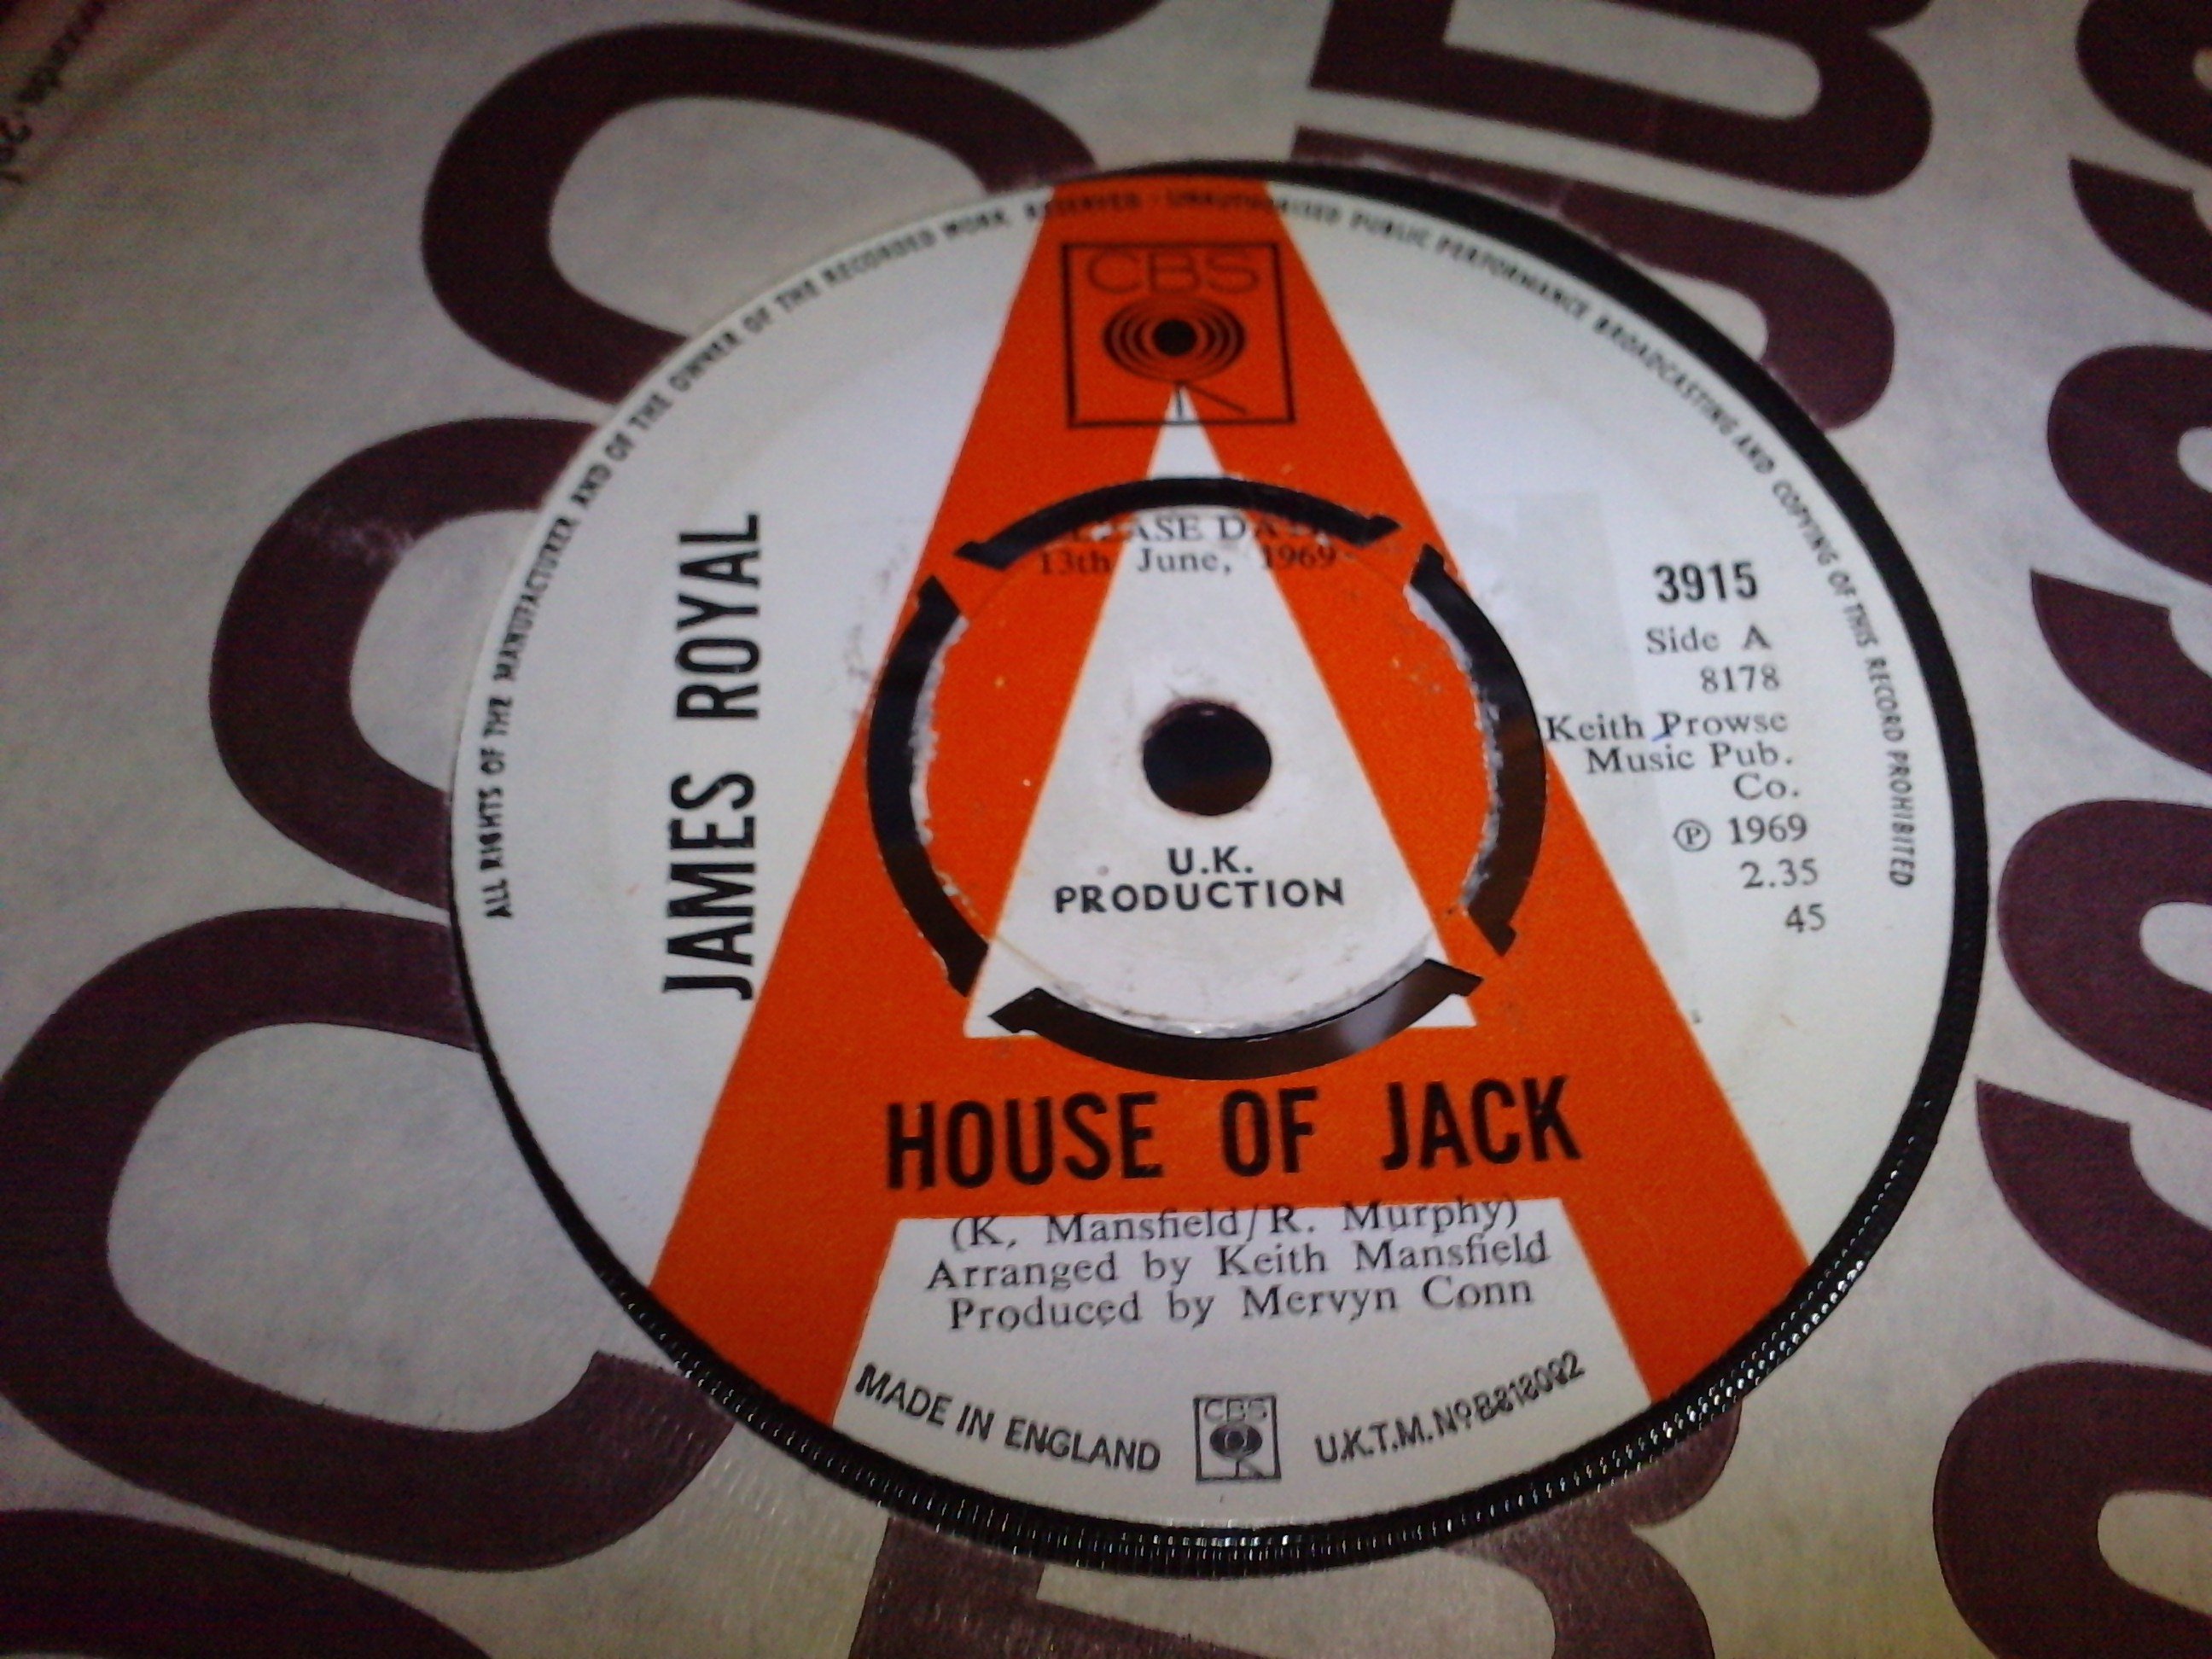 ALL RIGHTS OF THE MANUFACTURER AND OF THE OWNER OF THE RECORDED WORK RESERVED · UNAUTHORISED PUBLIC PERFORMANCE BROADCASTING AND COPYING OF THIS RECORD PROHIBITED
CBS
DATE
13th June, 1969
JAMES ROYAL
3915
Side A
8178
Keith Prowse
Music Pub.
Co.
℗ 1969
2.35
45
U.K.
PRODUCTION
A
HOUSE OF JACK
(K. Mansfield/R. Murphy)
Arranged by Keith Mansfield
Produced by Mervyn Conn
MADE IN ENGLAND
CBS
U.K.T.M. Nº B818092